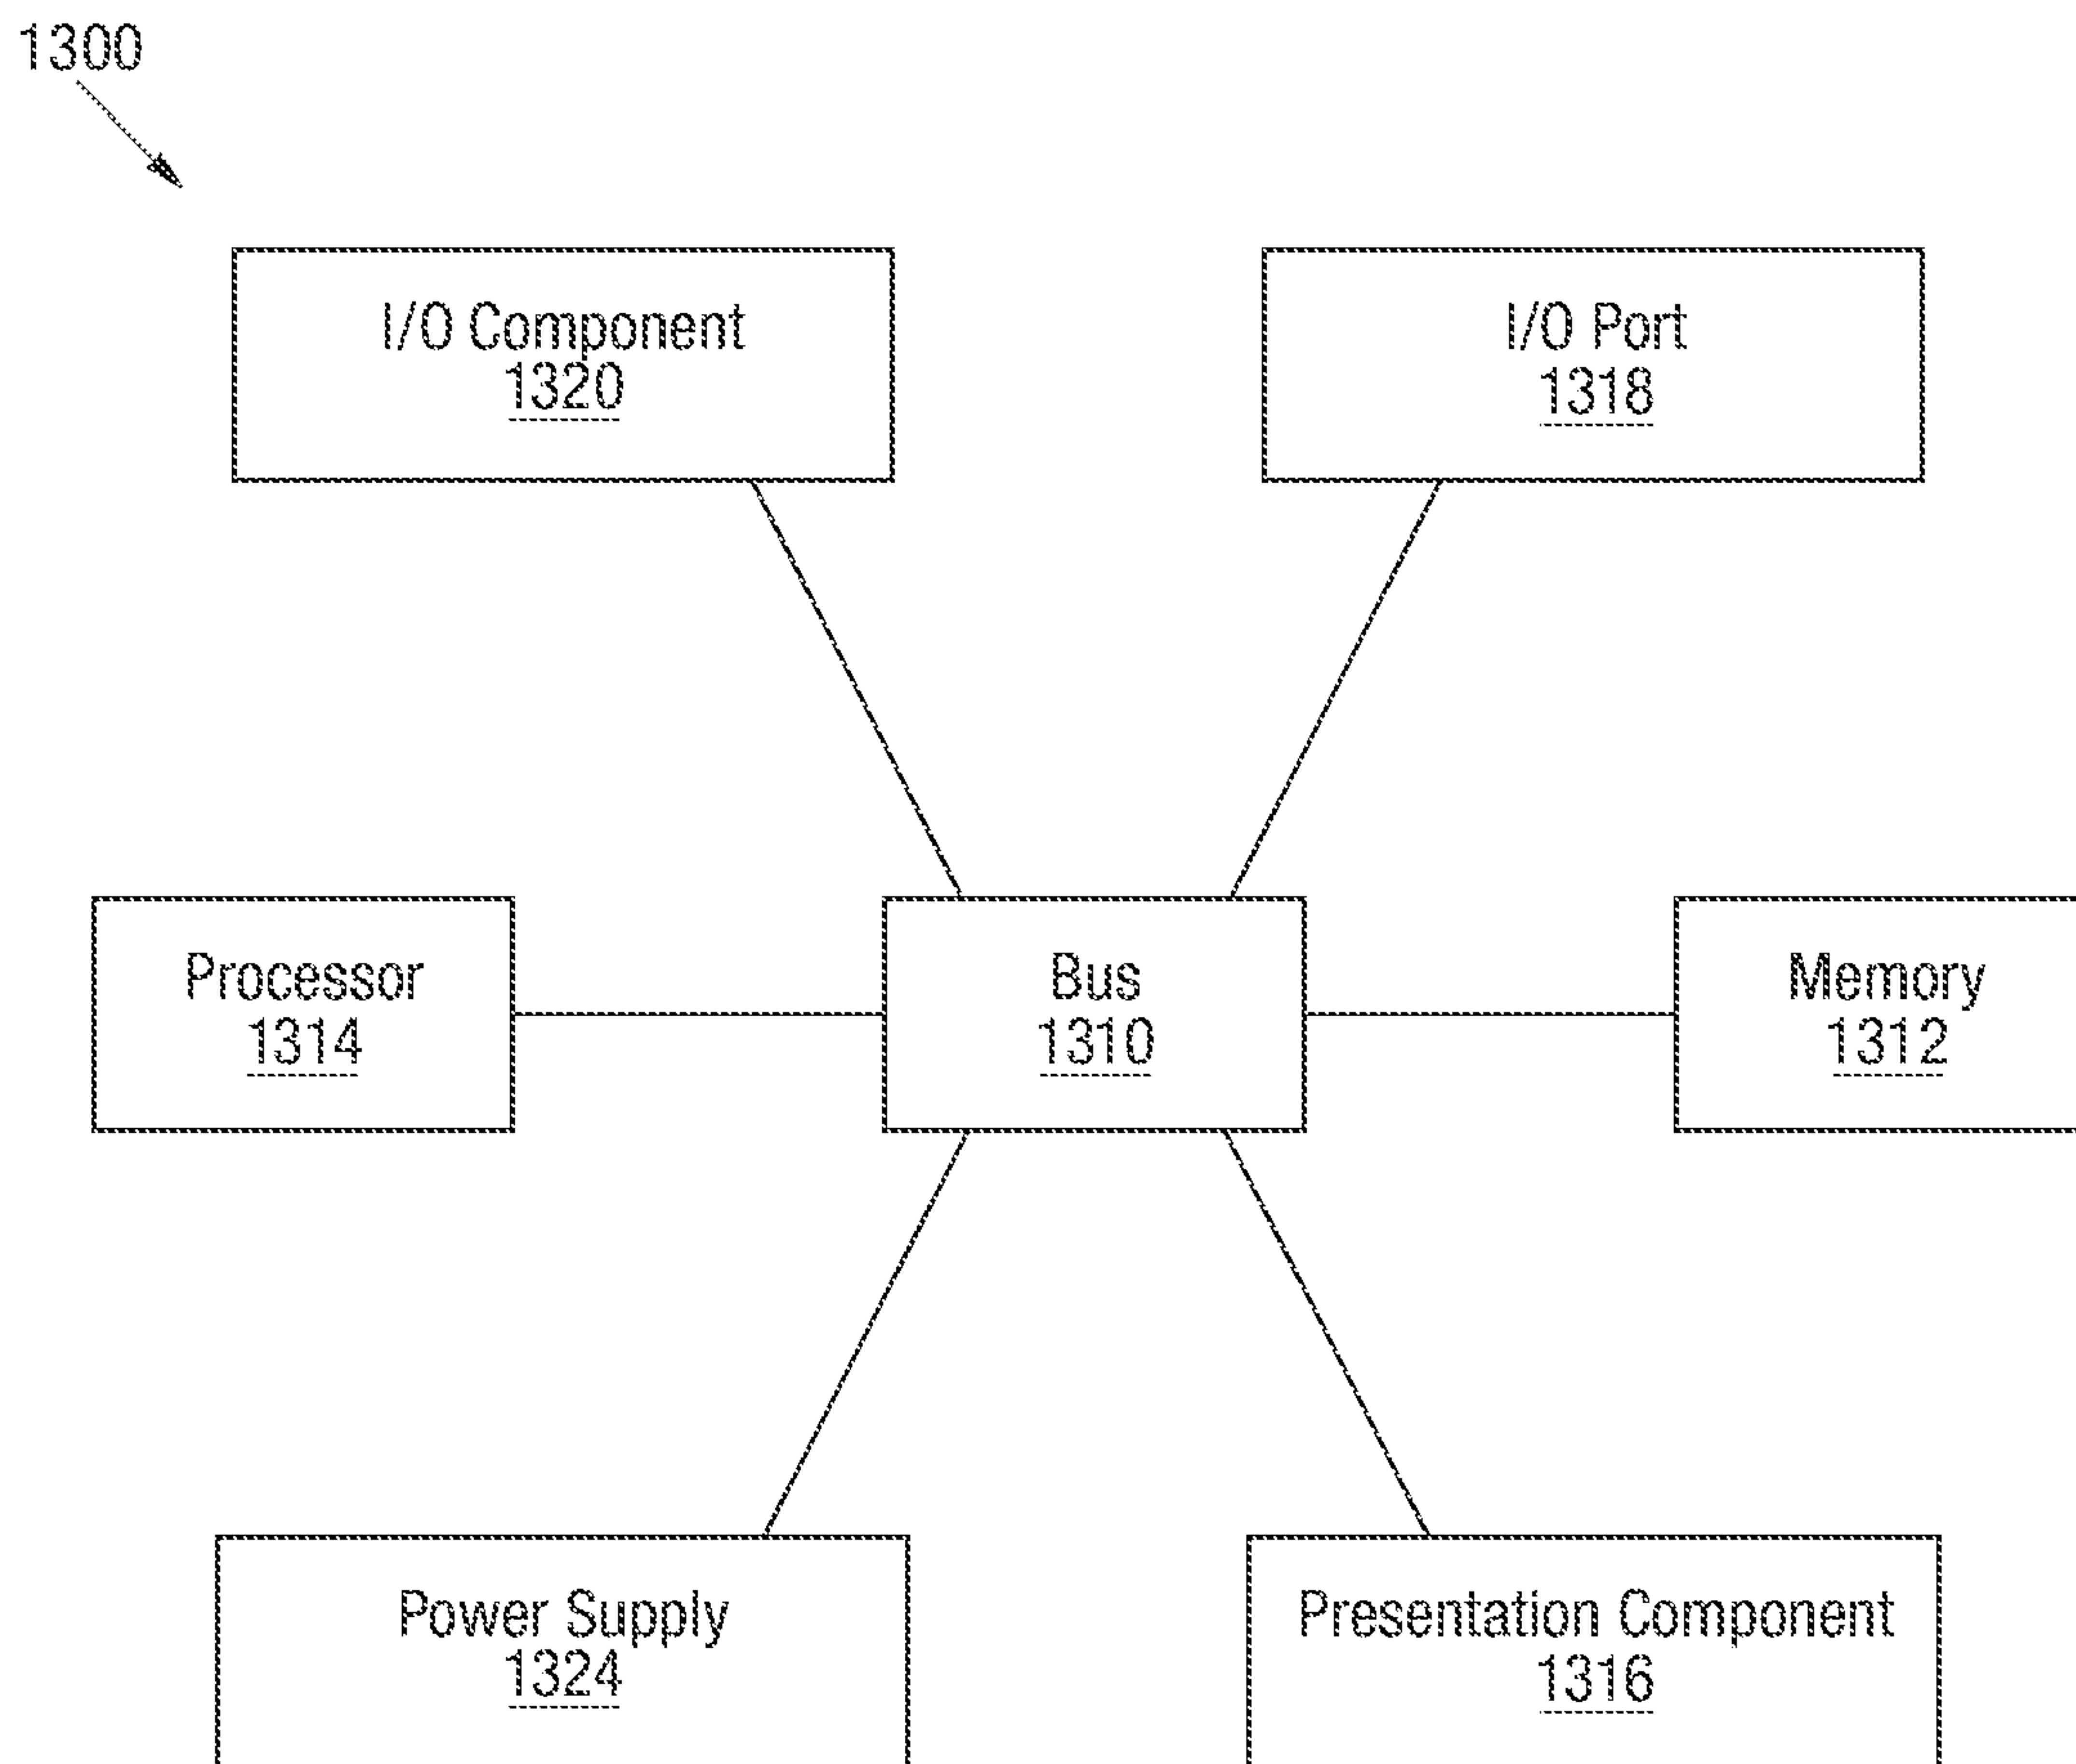 1300
I/O Component
1320
I/O Port
1318
Processor
1314
Bus
1310
Memory
1312
Power Supply
1324
Presentation Component
1316